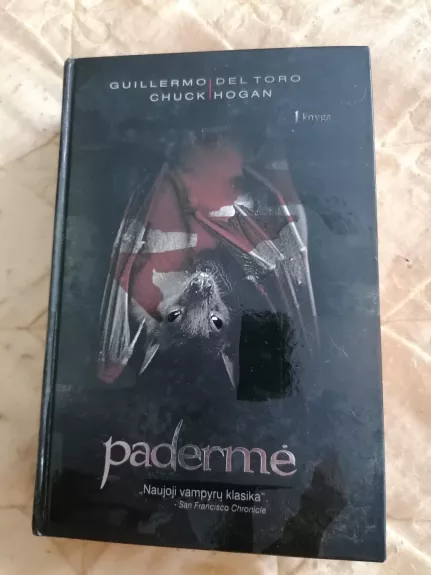 GUILLERMO | DEL TORO
CHUCK | HOGAN
1 knyga
padermė
„Naujoji vampyrų klasika“
- San Francisco Chronicle